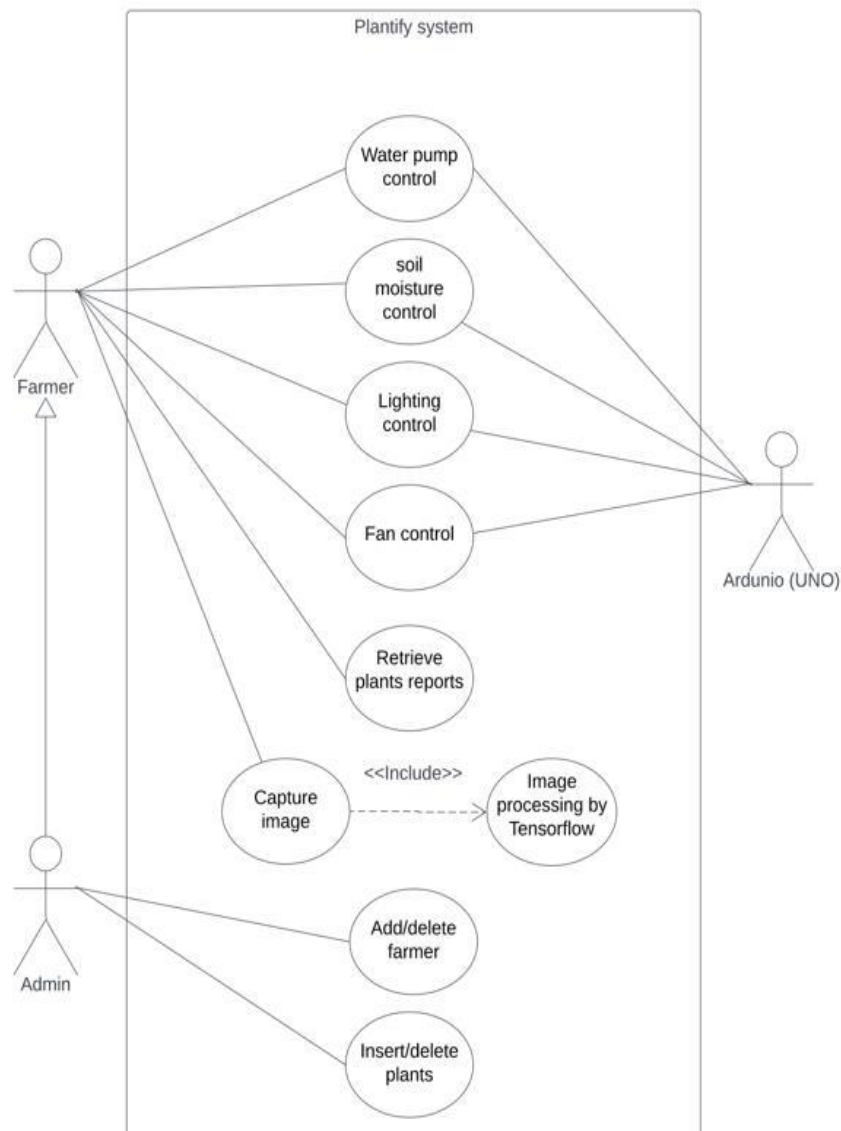 Plantify system
Water pump
control
soil
moisture
control
Farmer
Lighting
control
Fan control
Ardunio (UNO)
Retrieve
plants reports
<<Include>>
Capture
image
Image
processing by
Tensorflow
Add/delete
farmer
Admin
Insert/delete
plants